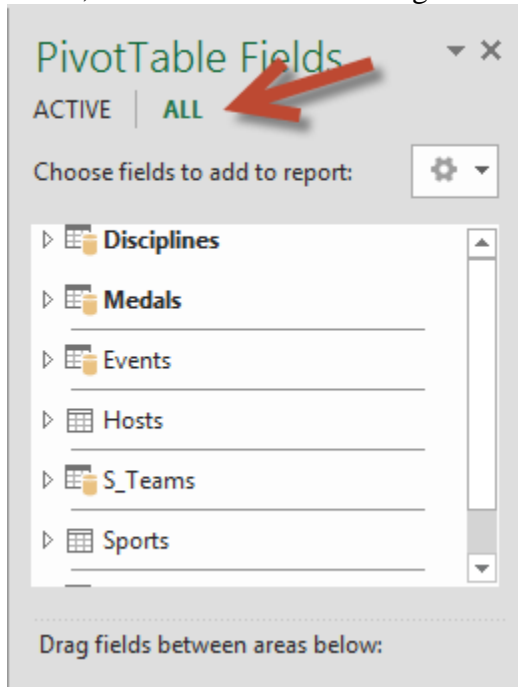 PivotTable Fields
ACTIVE ALL
Choose fields to add to report:
Disciplines
Medals
Events
Hosts
S_Teams
Sports
Drag fields between areas below: